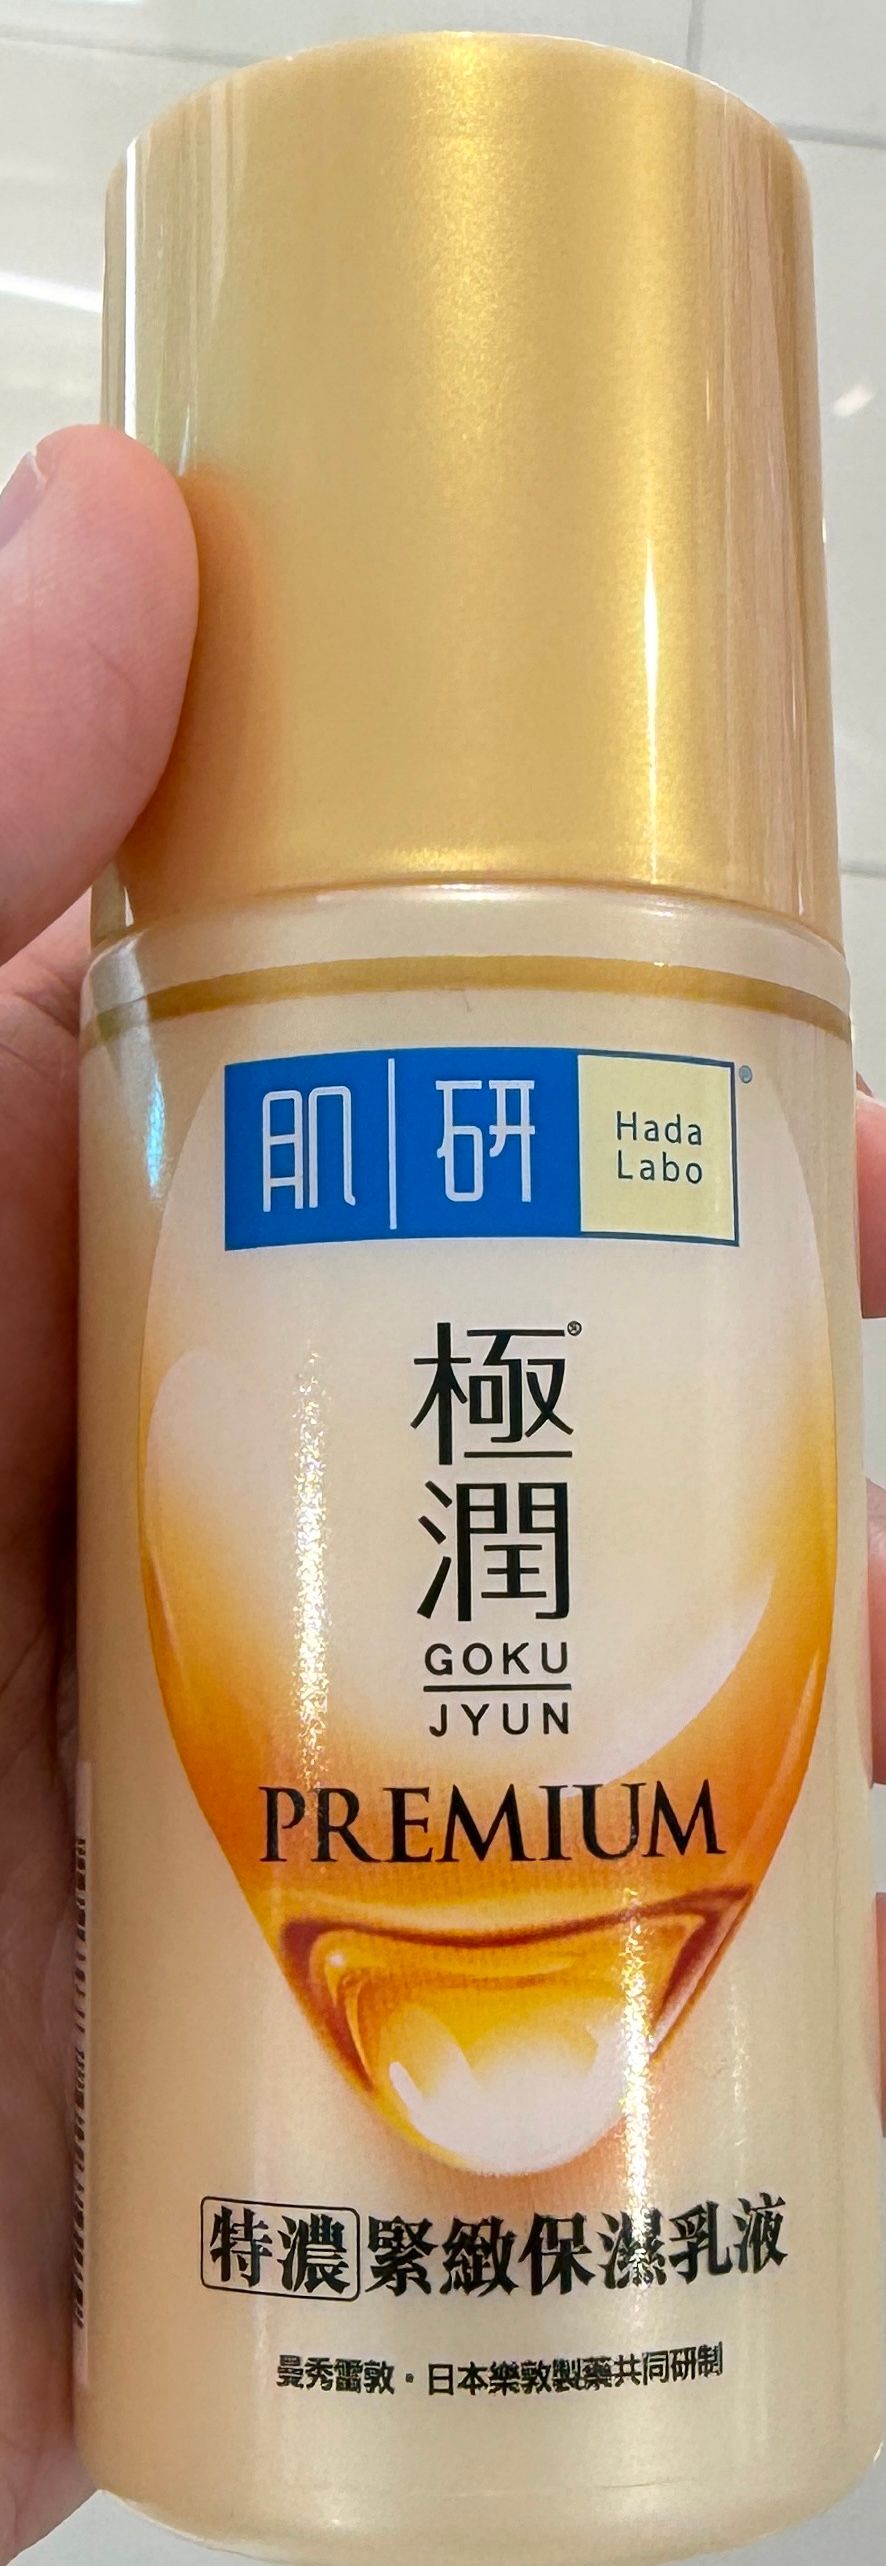 肌研 Hada Labo
極潤
GOKU
JYUN
PREMIUM
特濃 緊緻保濕乳液
曼秀雷敦・日本樂敦製藥共同研制